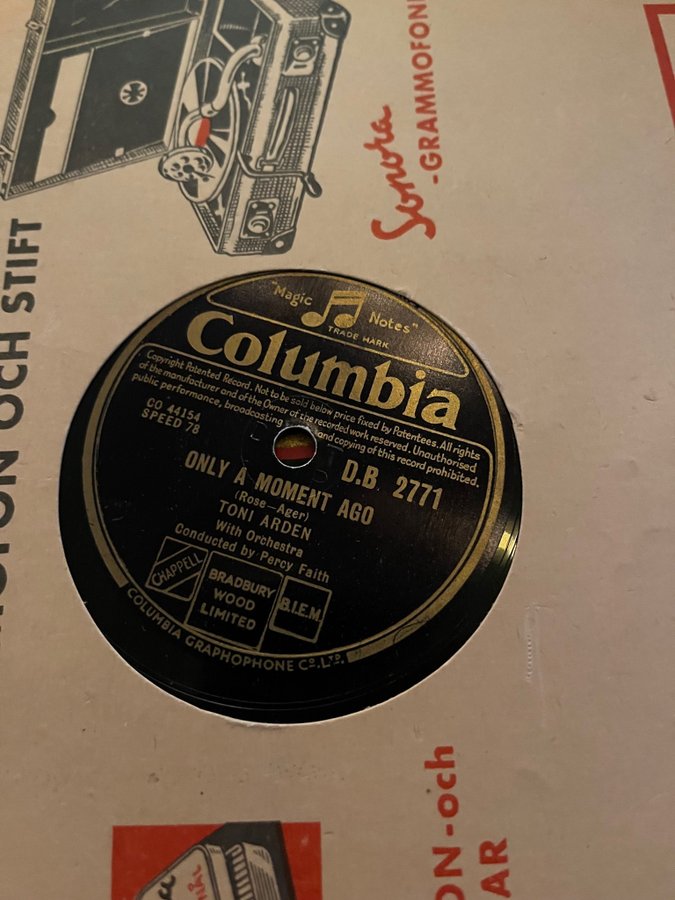 Sonora
-GRAMMOFON
OCH STIFT
"Magic Notes"
TRADE MARK
Columbia
Copyright Patented Record. Not to be sold below price fixed by Patentees. All rights
of the manufacturer and of the Owner of the recorded work reserved. Unauthorised
public performance, broadcasting and copying of this record prohibited.
CO 44154
SPEED 78
D.B. 2771
ONLY A MOMENT AGO
(Rose-Ager)
TONI ARDEN
With Orchestra
Conducted by Percy Faith
CHAPPELL
BRADBURY
WOOD
LIMITED
B.I.E.M.
COLUMBIA GRAPHOPHONE Co. LTD.
ON-och
AR